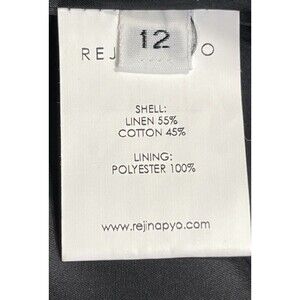 REJ
12
O
SHELL:
LINEN 55%
COTTON 45%
LINING:
POLYESTER 100%
www.rejinapyo.com